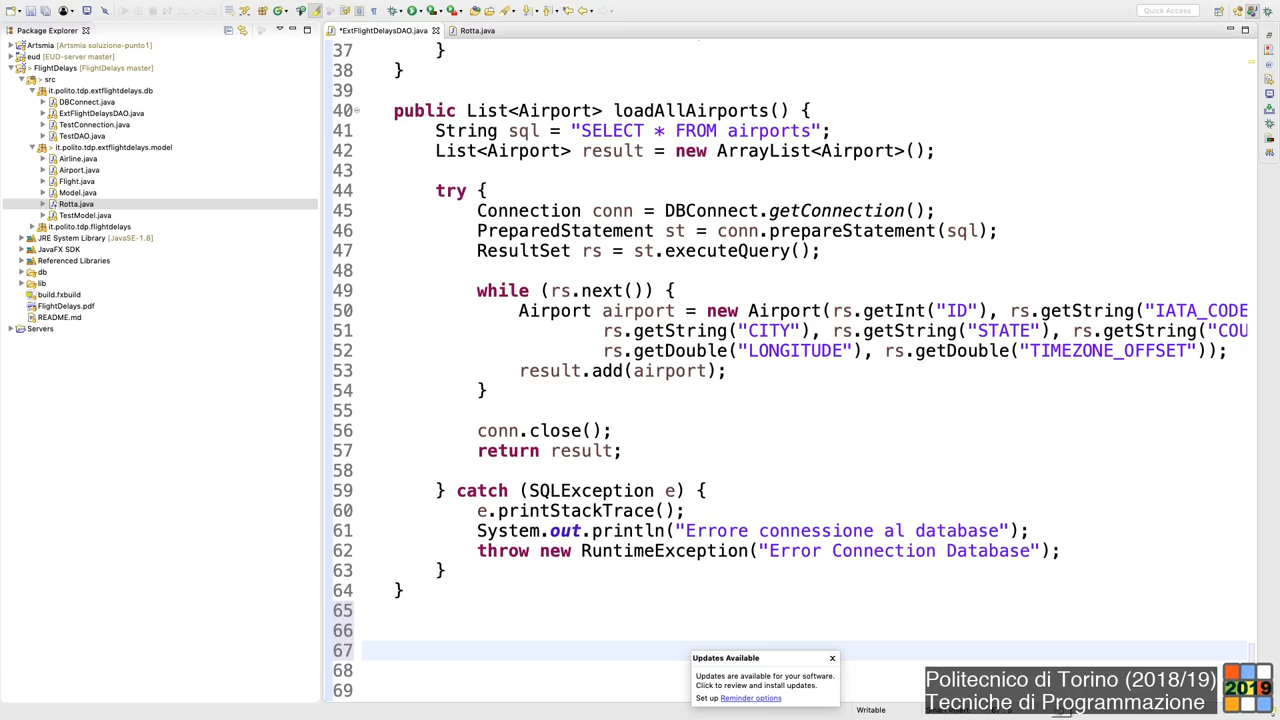 Quick Access
Package Explorer
*ExtFlightDelaysDAO.java
Rotta.java
Artsmia [Artsmia soluzione-punto1]
eud [EUD-server master]
> FlightDelays [FlightDelays master]
> src
it.polito.tdp.extflightdelays.db
DBConnect.java
ExtFlightDelaysDAO.java
TestConnection.java
TestDAO.java
> it.polito.tdp.extflightdelays.model
Airline.java
Airport.java
Flight.java
Model.java
Rotta.java
TestModel.java
it.polito.tdp.flightdelays
JRE System Library [JavaSE-1.8]
JavaFX SDK
Referenced Libraries
db
lib
build.fxbuild
FlightDelays.pdf
README.md
Servers
37 }
38 }
39
40 public List<Airport> loadAllAirports() {
41 String sql = "SELECT * FROM airports";
42 List<Airport> result = new ArrayList<Airport>();
43
44 try {
45 Connection conn = DBConnect.getConnection();
46 PreparedStatement st = conn.prepareStatement(sql);
47 ResultSet rs = st.executeQuery();
48
49 while (rs.next()) {
50 Airport airport = new Airport(rs.getInt("ID"), rs.getString("IATA_CODE
51 rs.getString("CITY"), rs.getString("STATE"), rs.getString("COU
52 rs.getDouble("LONGITUDE"), rs.getDouble("TIMEZONE_OFFSET"));
53 result.add(airport);
54 }
55
56 conn.close();
57 return result;
58
59 } catch (SQLException e) {
60 e.printStackTrace();
61 System.out.println("Errore connessione al database");
62 throw new RuntimeException("Error Connection Database");
63 }
64 }
65
66
67
68
69
Updates Available
Updates are available for your software.
Click to review and install updates.
Set up Reminder options
Writable
Politecnico di Torino (2018/19)
Tecniche di Programmazione
2019